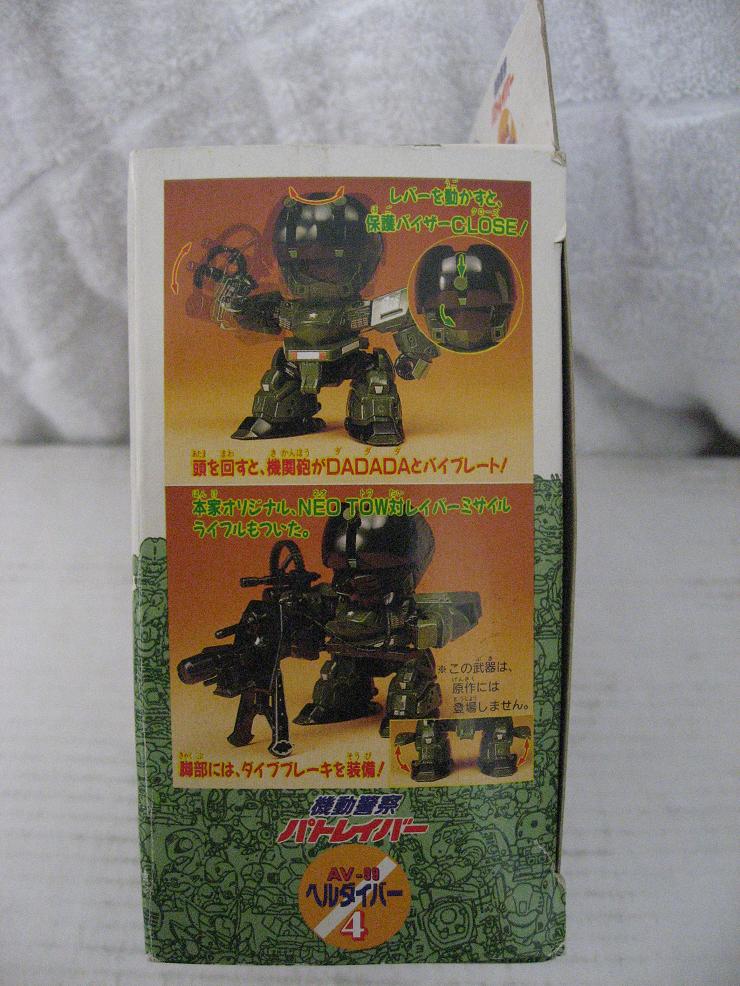 レバーを動かすと、
保護バイザーCLOSE!
頭を回すと、機関砲がDADADAとバイブレート!
本家オリジナル、NEO TOW対レイバーミサイル
ライフルもついた。
※この武器は、
原作には
登場しません。
脚部には、ダイブブレーキを装備!
機動警察
パトレイバー
AV-99
ヘルダイバー
4